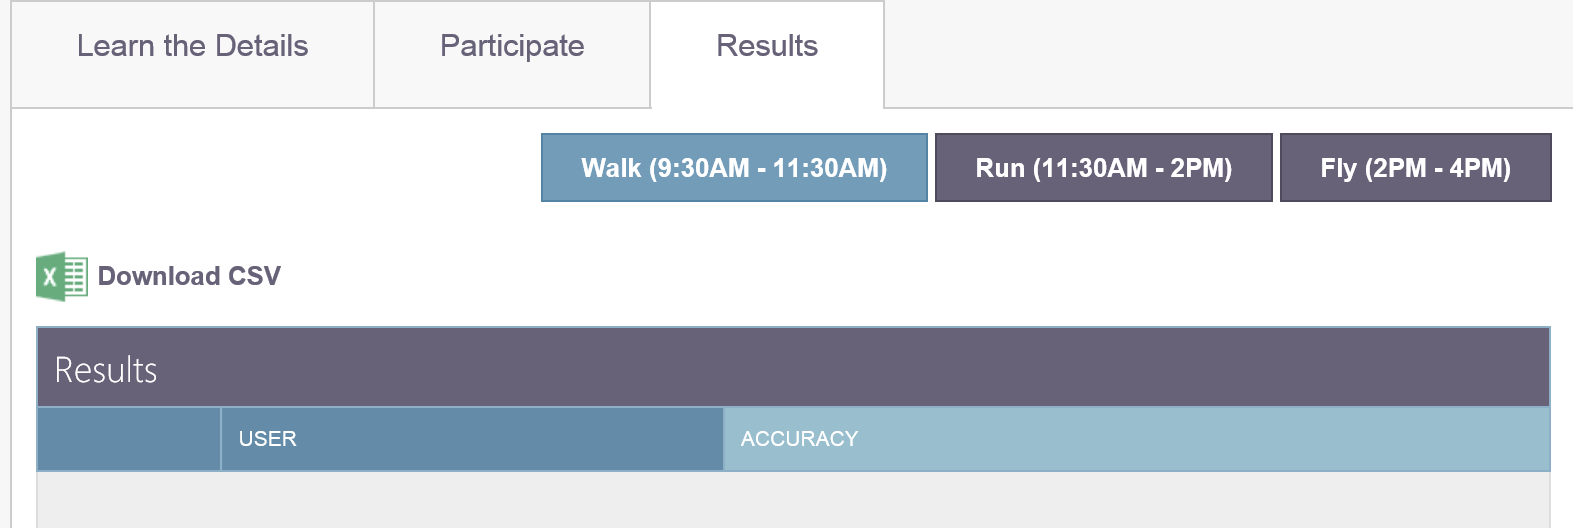 Learn the Details
Participate
Results
Walk (9:30AM - 11:30AM)
Run (11:30AM - 2PM)
Fly (2PM - 4PM)
X
Download CSV
Results
USER
ACCURACY